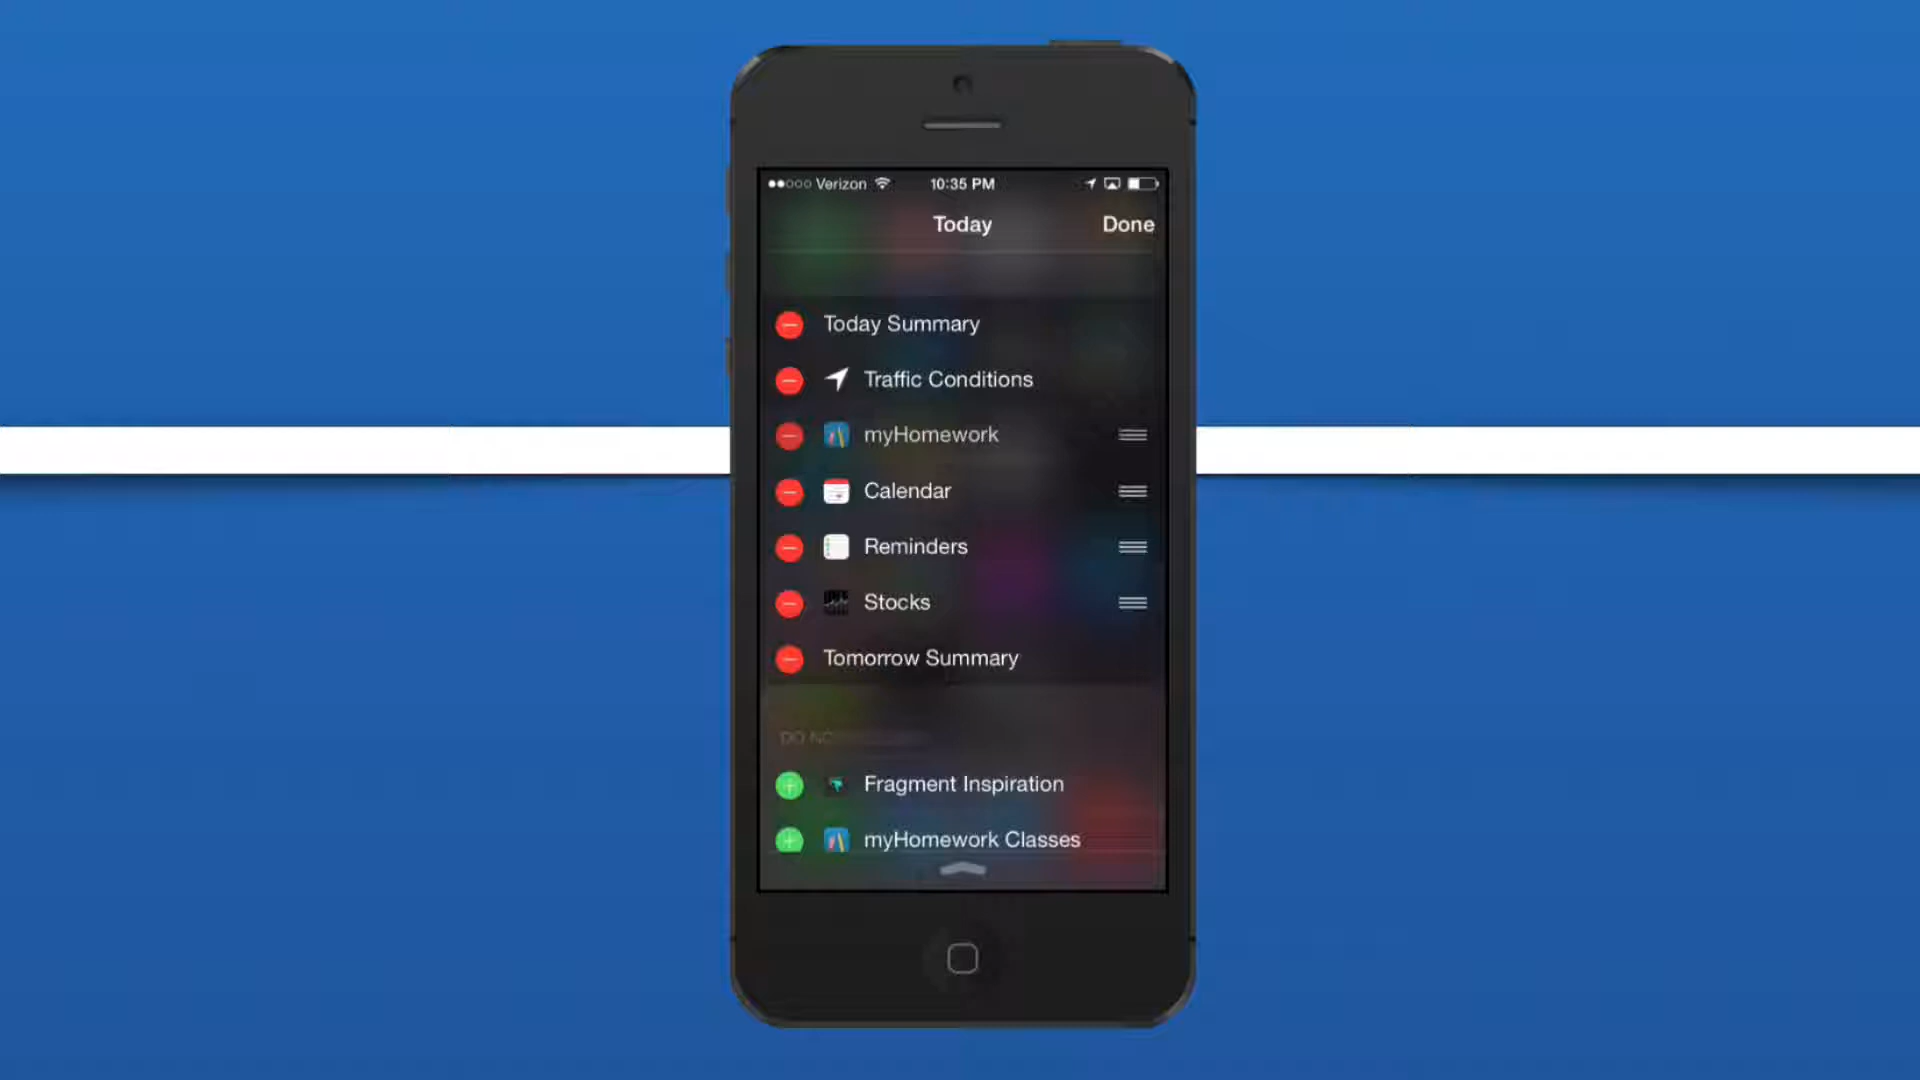 Verizon 10:35 PM
Today Done
Today Summary
Traffic Conditions
myHomework
Calendar
Reminders
Stocks
Tomorrow Summary
DO
Fragment Inspiration
myHomework Classes